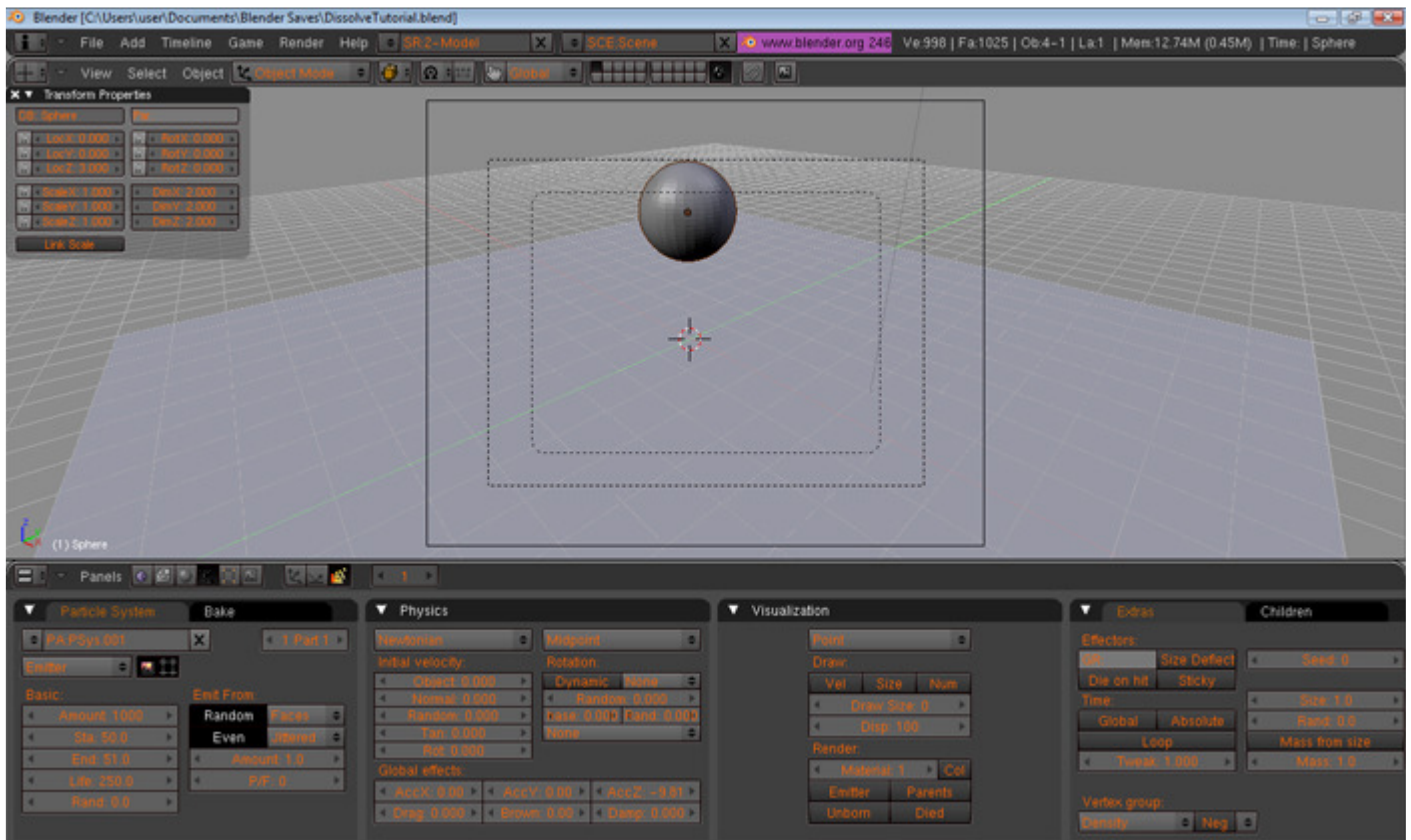 Blender [C:\Users\user\Documents\Blender Saves\DissolveTutorial.blend]
File Add Timeline Game Render Help SR:2-Model X SCE:Scene X www.blender.org 246 Ve:998 | Fa:1025 | Ob:4-1 | La:1 | Mem:12.74M (0.45M) | Time: | Sphere
View Select Object Object Mode Global
X Transform Properties
OB: Sphere Par:
LocX: 0.000 RotX: 0.000
LocY: 0.000 RotY: 0.000
LocZ: 3.000 RotZ: 0.000
ScaleX: 1.000 DimX: 2.000
ScaleY: 1.000 DimY: 2.000
ScaleZ: 1.000 DimZ: 2.000
Link Scale
z
(1) Sphere
Panels 1
Particle System Bake Physics Visualization Extras Children
PA:PSys.001 X 1 Part 1 Newtonian Midpoint Point Effectors:
Initial velocity: Rotation: Draw: GR: Size Deflect Seed: 0
Emitter Object: 0.000 Dynamic None Vel Size Num Die on hit Sticky
Basic: Emit From: Normal: 0.000 Random: 0.000 Draw Size: 0 Time: Size: 1.0
Amount: 1000 Random Faces Random: 0.000 base: 0.000 Rand: 0.000 Disp: 100 Global Absolute Rand: 0.0
Sta: 50.0 Even Jittered Tan: 0.000 None Render: Loop Mass from size
End: 51.0 Amount: 1.0 Rot: 0.000 Material: 1 Col Tweak: 1.000 Mass: 1.0
Life: 250.0 P/F: 0 Global effects: Emitter Parents
AccX: 0.00 AccY: 0.00 AccZ: -9.81 Vertex group:
Rand: 0.0 Drag: 0.000 Brown: 0.00 Damp: 0.000 Unborn Died Density Neg